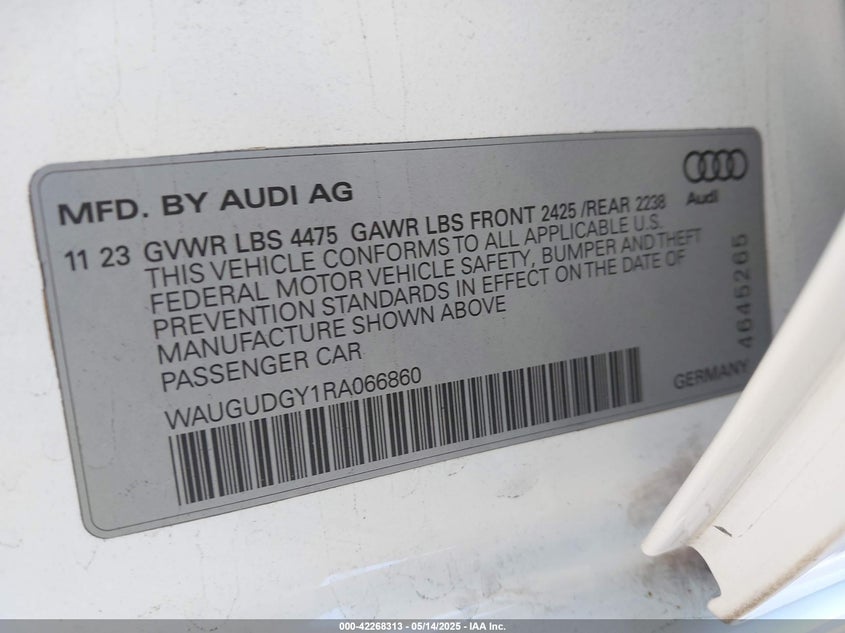 MFD. BY AUDI AG
Audi
11 23 GVWR LBS 4475 GAWR LBS FRONT 2425 /REAR 2238
THIS VEHICLE CONFORMS TO ALL APPLICABLE U.S.
FEDERAL MOTOR VEHICLE SAFETY, BUMPER AND THEFT
PREVENTION STANDARDS IN EFFECT ON THE DATE OF
MANUFACTURE SHOWN ABOVE
PASSENGER CAR
WAUGUDGY1RA066860
GERMANY
4645265
000-42268313 - 05/14/2025 - IAA Inc.